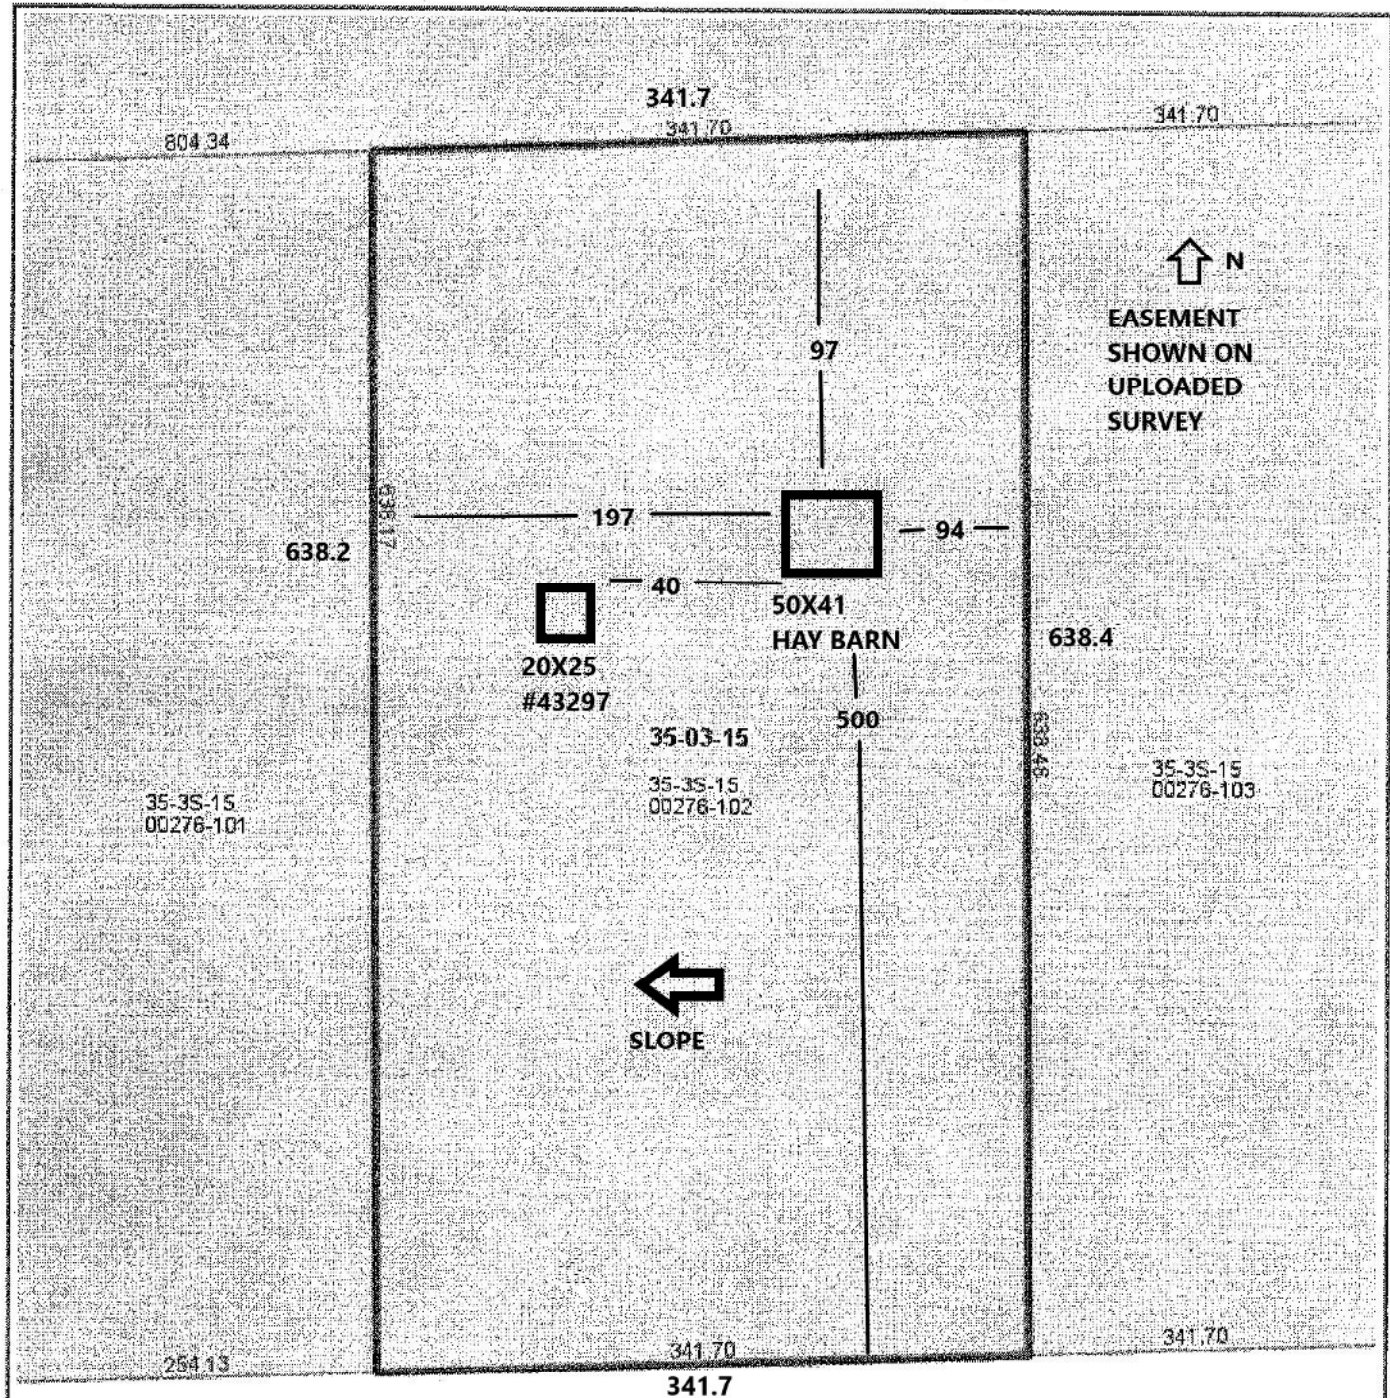 341.7
341.70
341.70
804.34
N
EASEMENT
SHOWN ON
UPLOADED
SURVEY
97
197
94
638.17
638.2
40
50X41
HAY BARN
638.4
20X25
#43297
500
35-03-15
638.46
35-3S-15
00276-102
35-3S-15
00276-103
35-3S-15
00276-101
SLOPE
341.70
341.70
254.13
341.7